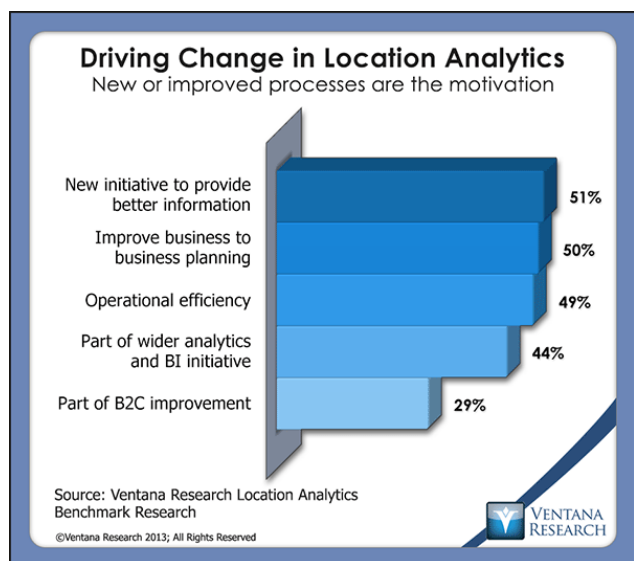 Driving Change in Location Analytics
New or improved processes are the motivation
New initiative to provide
better information
51%
Improve business to
business planning
50%
Operational efficiency
49%
Part of wider analytics
and BI initiative
44%
Part of B2C improvement
29%
Source: Ventana Research Location Analytics
Benchmark Research
©Ventana Research 2013; All Rights Reserved
VENTANA
RESEARCH